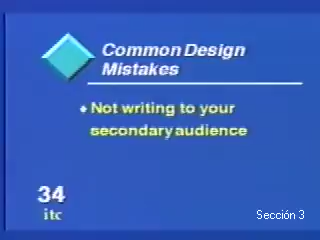 Common Design
Mistakes
Not writing to your
secondary audience
34
itc
Sección 3